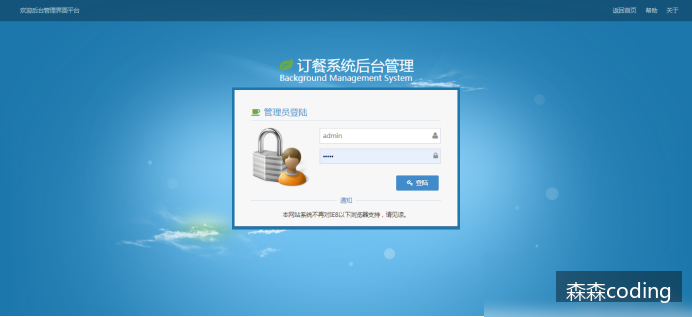 欢迎后台管理界面平台
返回首页 帮助 关于
订餐系统后台管理
Background Management System
管理员登陆
admin
•••••
登陆
通知
本网站系统不再对IE8以下浏览器支持，请见谅。
森森coding